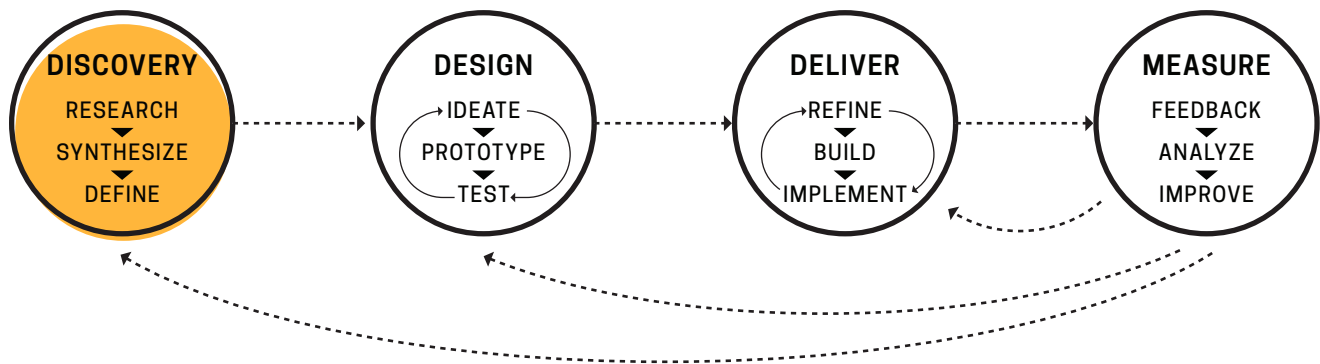 DISCOVERY
RESEARCH
SYNTHESIZE
DEFINE
DESIGN
IDEATE
PROTOTYPE
TEST
DELIVER
REFINE
BUILD
IMPLEMENT
MEASURE
FEEDBACK
ANALYZE
IMPROVE